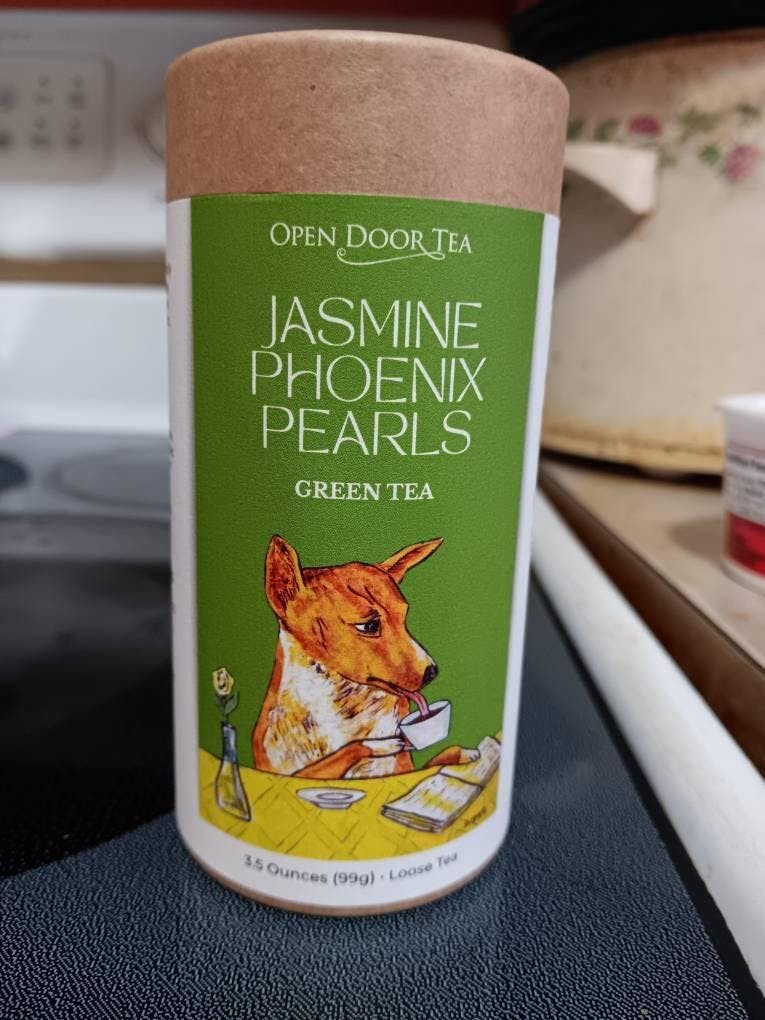 OPEN DOOR TEA
JASMINE
PHOENIX
PEARLS
GREEN TEA
3.5 Ounces (99g) • Loose Tea